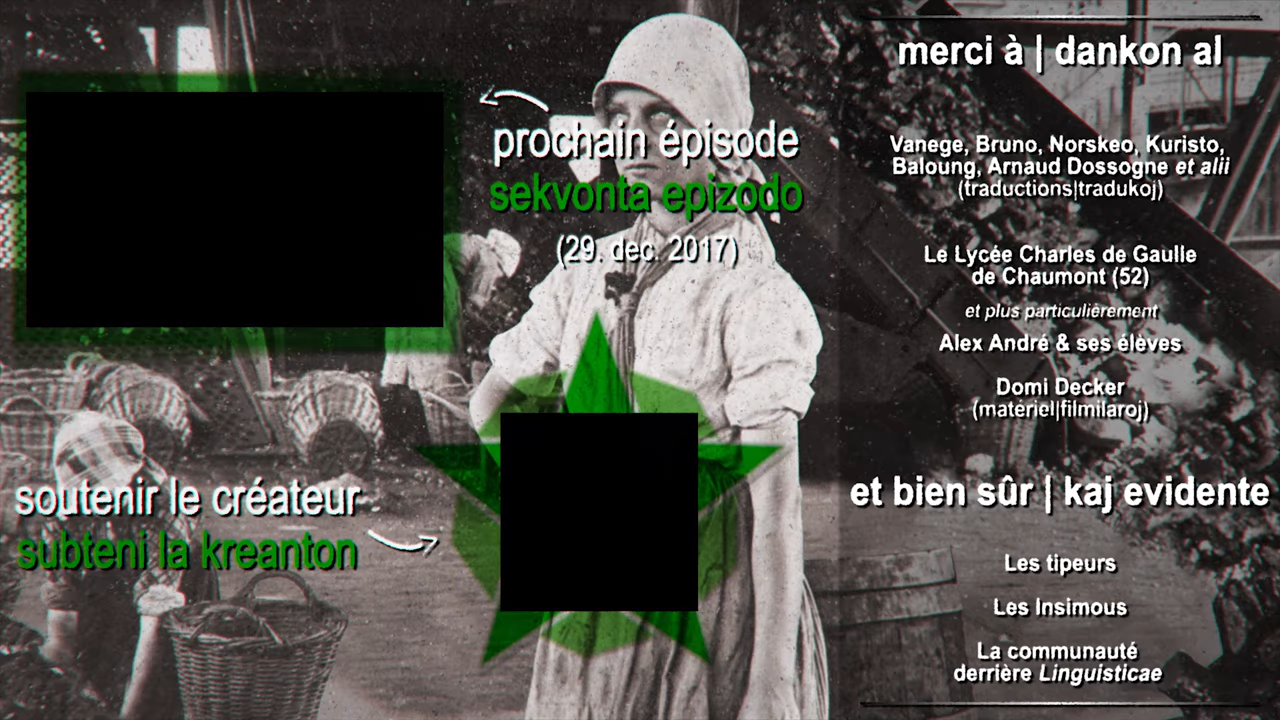 merci à | dankon al
prochain épisode
sekvonta epizodo
(29. dec. 2017)
Vanege, Bruno, Norskeo, Kuristo,
Baloung, Arnaud Dossogne et alii
(traductions|tradukoj)
Le Lycée Charles de Gaulle
de Chaumont (52)
et plus particulièrement
Alex André & ses élèves
Domi Decker
(matériel|filmilaroj)
soutenir le créateur
subteni la kreanton
et bien sûr | kaj evidente
Les tipeurs
Les Insimous
La communauté
derrière Linguisticae